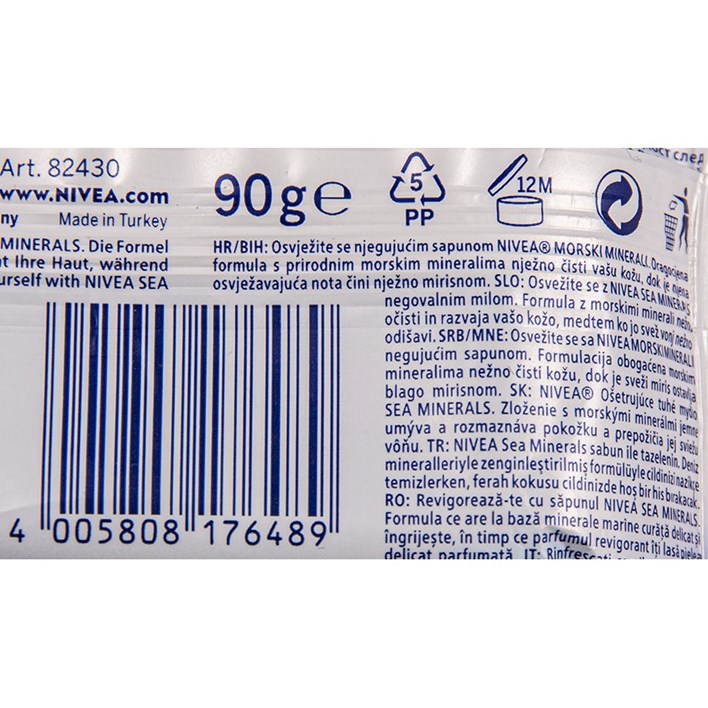 Art. 82430
www.NIVEA.com
Made in Turkey
90 g e
5
PP
12M
MINERALS. Die Formel
Ihre Haut, während
with NIVEA SEA
HR/BIH: Osvježite se njegujućim sapunom NIVEA® MORSKI MINERALI. Dragocjena
formula s prirodnim morskim mineralima nježno čisti vašu kožu, dok je njena
osvježavajuća nota čini nježno mirisnom. SLO: Osvežite se z NIVEA SEA MINERALS
negovalnim milom. Formula z morskimi minerali nežno
očisti in razvaja vašo kožo, medtem ko jo svež vonj nežno
odišavi. SRB/MNE: Osvežite se sa NIVEA MORSKI MINERALI
negujućim sapunom. Formulacija obogaćena morskim
mineralima nežno čisti kožu, dok je sveži miris ostavlja
blago mirisnom. SK: NIVEA® Ošetrujúce tuhé mydlo
SEA MINERALS. Zloženie s morskými minerálmi jemne
umýva a rozmaznáva pokožku a prepožičia jej sviežu
vôňu. TR: NIVEA Sea Minerals sabun ile tazelenin. Deniz
mineralleriyle zenginleştirilmiş formülüyle cildinizi nazikçe
temizlerken, ferah kokusu cildinizde hoş bir his bırakacak.
RO: Revigorează-te cu săpunul NIVEA SEA MINERALS.
Formula ce are la bază minerale marine curăță delicat și
îngrijește, în timp ce parfumul revigorant îți lasă pielea
delicat parfumată. IT: Rinfrescati
4 005808 176489